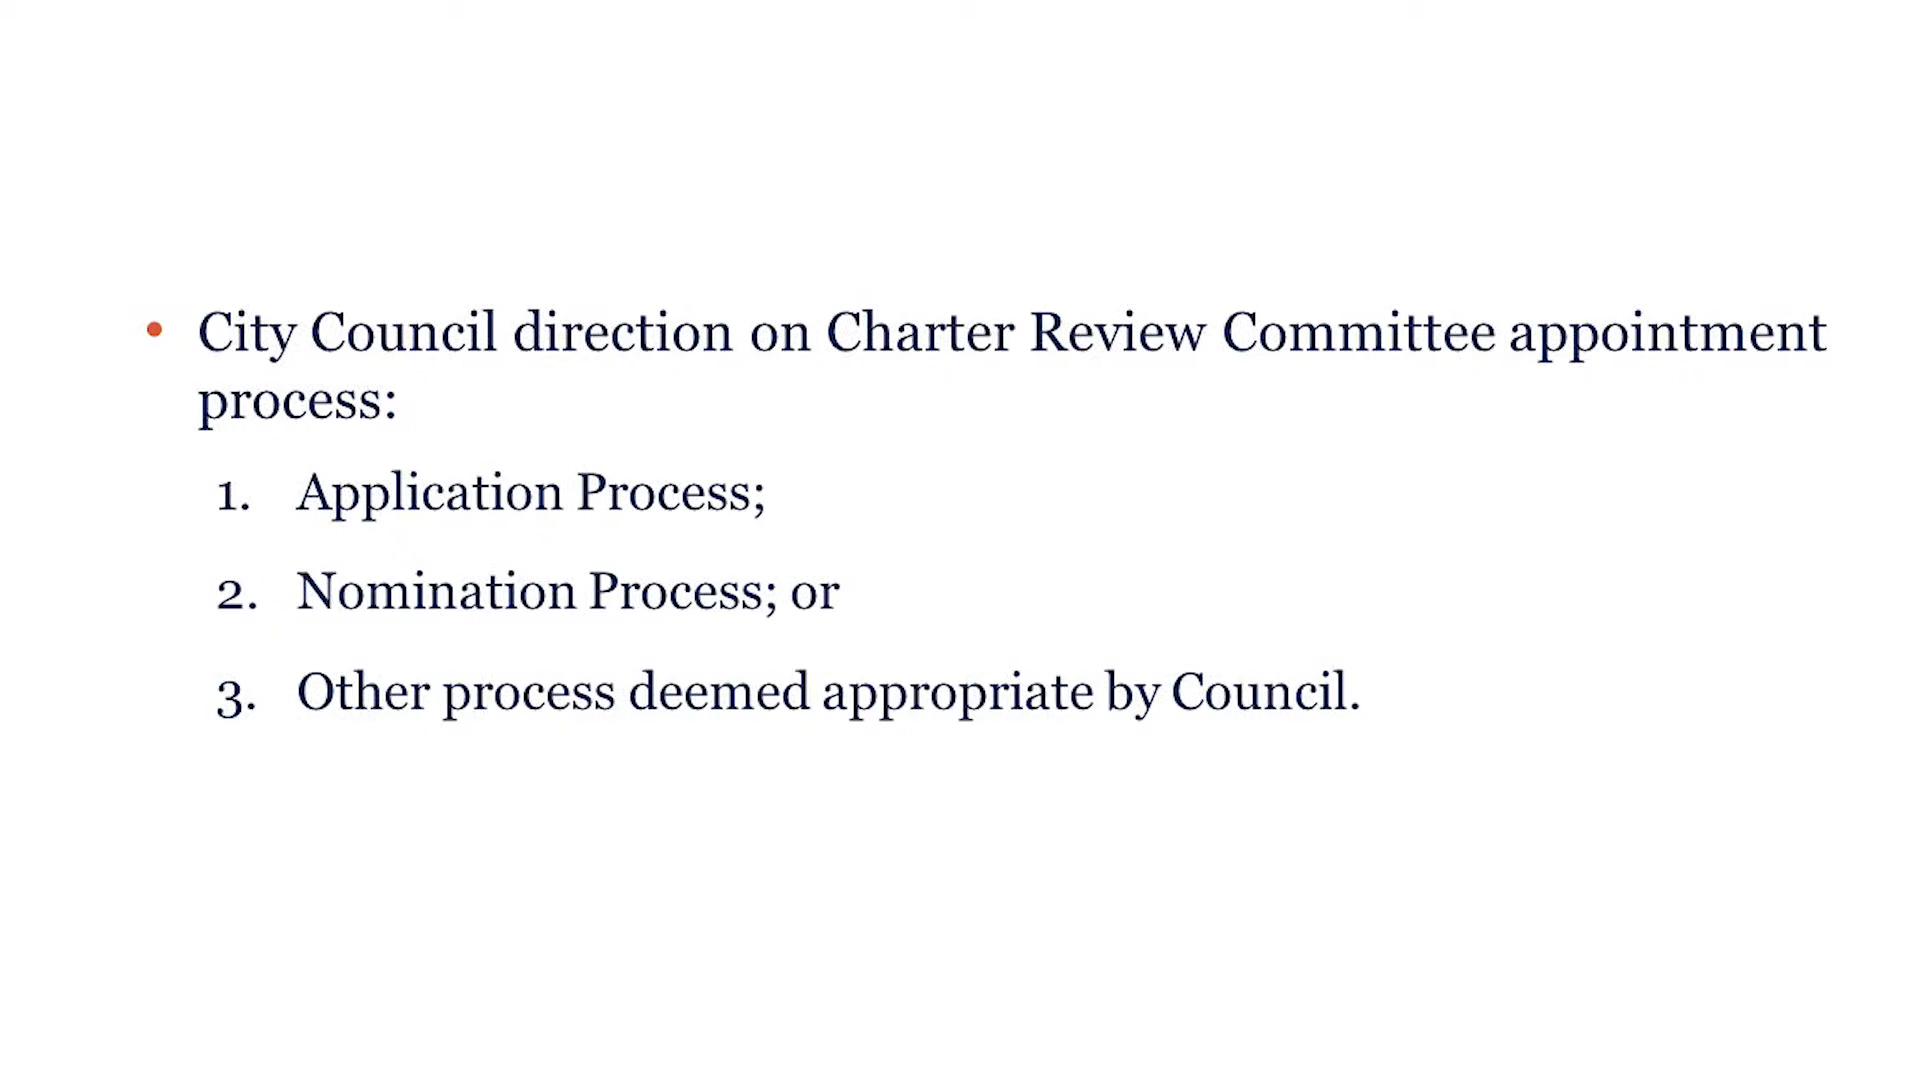 • City Council direction on Charter Review Committee appointment
process:
1. Application Process;
2. Nomination Process; or
3. Other process deemed appropriate by Council.